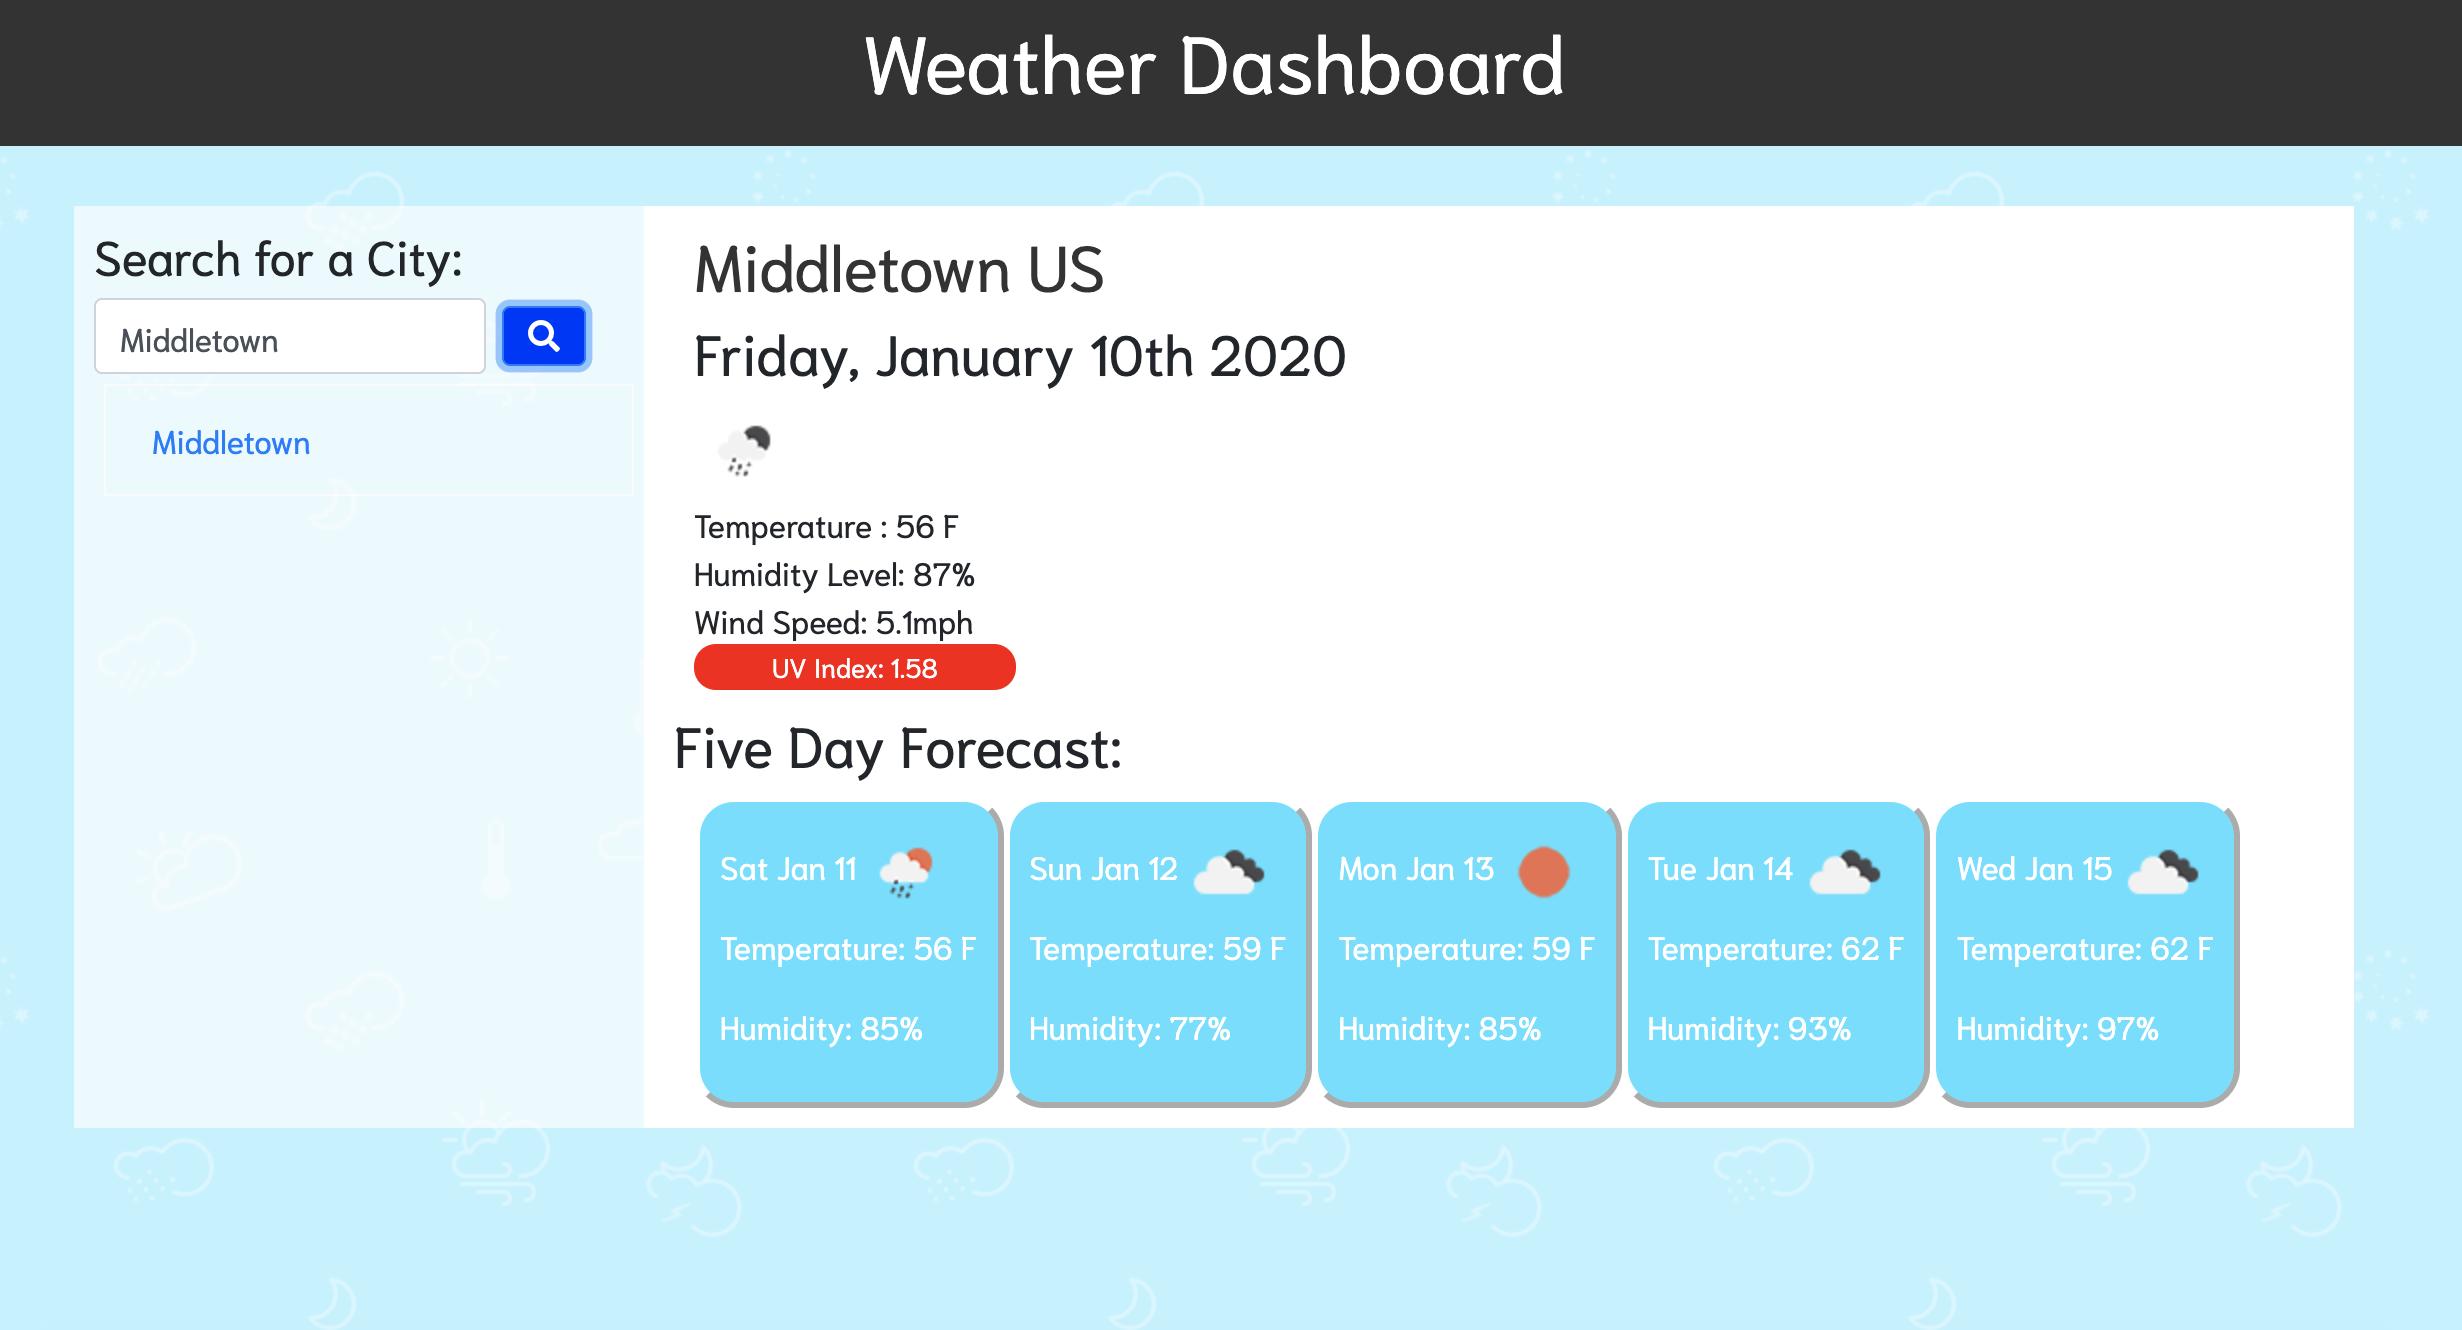 Weather Dashboard
Search for a City:
Middletown
Middletown
Middletown US
Friday, January 10th 2020
Temperature : 56 F
Humidity Level: 87%
Wind Speed: 5.1mph
UV Index: 1.58
Five Day Forecast:
Sat Jan 11
Temperature: 56 F
Humidity: 85%
Sun Jan 12
Temperature: 59 F
Humidity: 77%
Mon Jan 13
Temperature: 59 F
Humidity: 85%
Tue Jan 14
Temperature: 62 F
Humidity: 93%
Wed Jan 15
Temperature: 62 F
Humidity: 97%